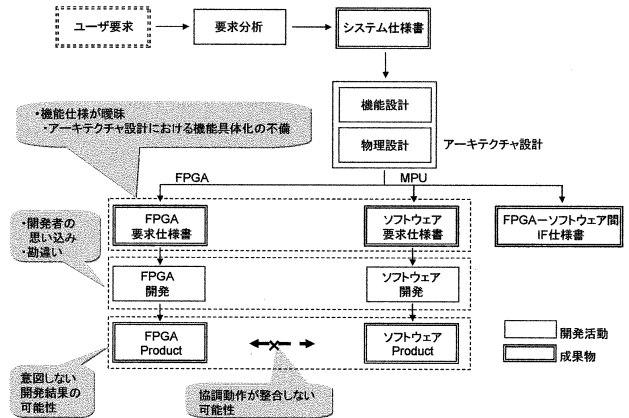 ユーザ要求
要求分析
システム仕様書
機能設計
物理設計
アーキテクチャ設計
・機能仕様が曖昧
・アーキテクチャ設計における機能具体化の不備
FPGA
MPU
FPGA
要求仕様書
ソフトウェア
要求仕様書
FPGAーソフトウェア間
IF仕様書
・開発者の
思い込み
・勘違い
FPGA
開発
ソフトウェア
開発
FPGA
Product
ソフトウェア
Product
開発活動
成果物
意図しない
開発結果の
可能性
協調動作が整合しない
可能性